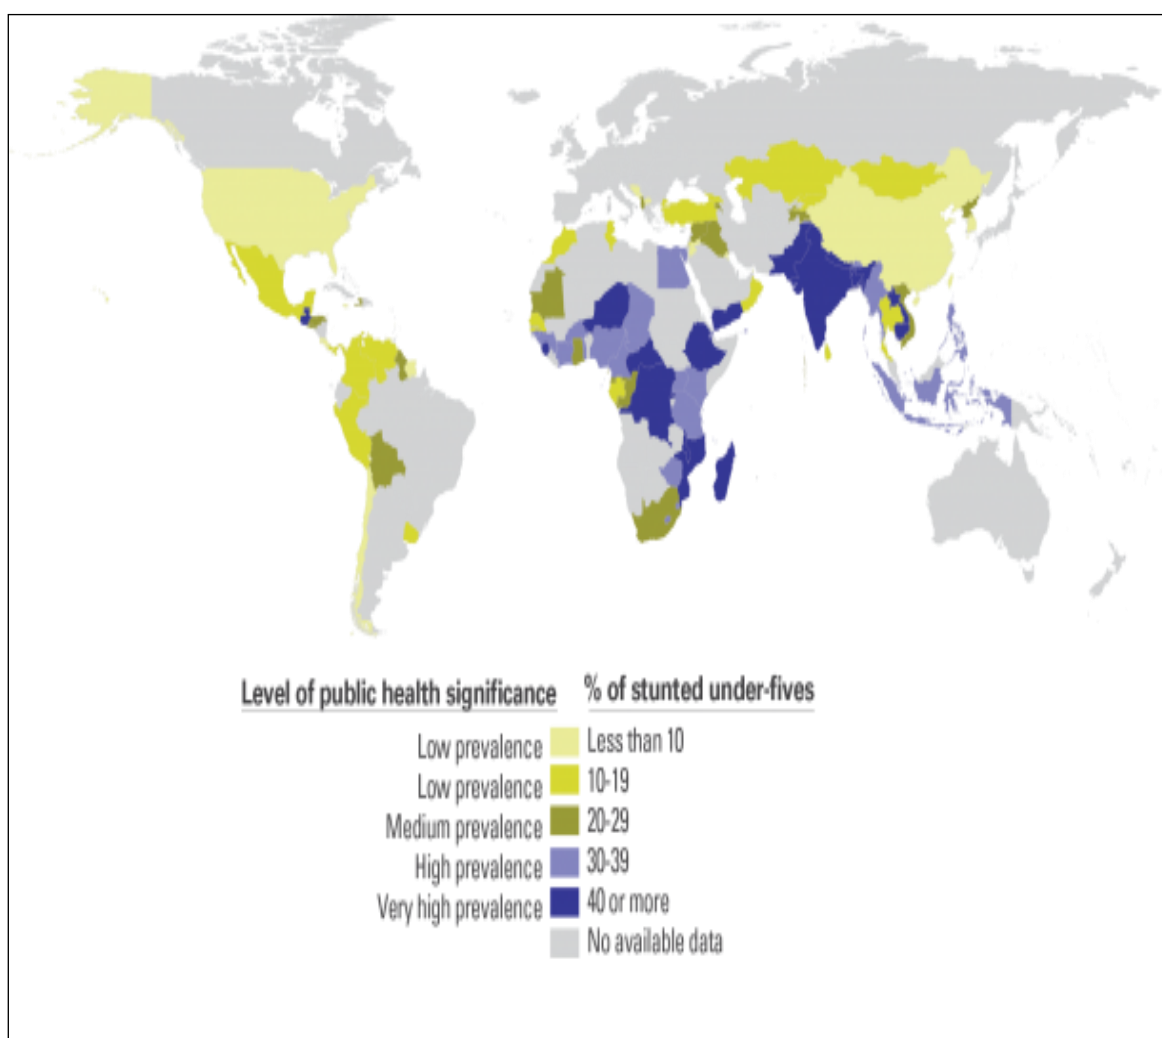 Level of public health significance % of stunted under-fives
Low prevalence Less than 10
Low prevalence 10-19
Medium prevalence 20-29
High prevalence 30-39
Very high prevalence 40 or more
No available data